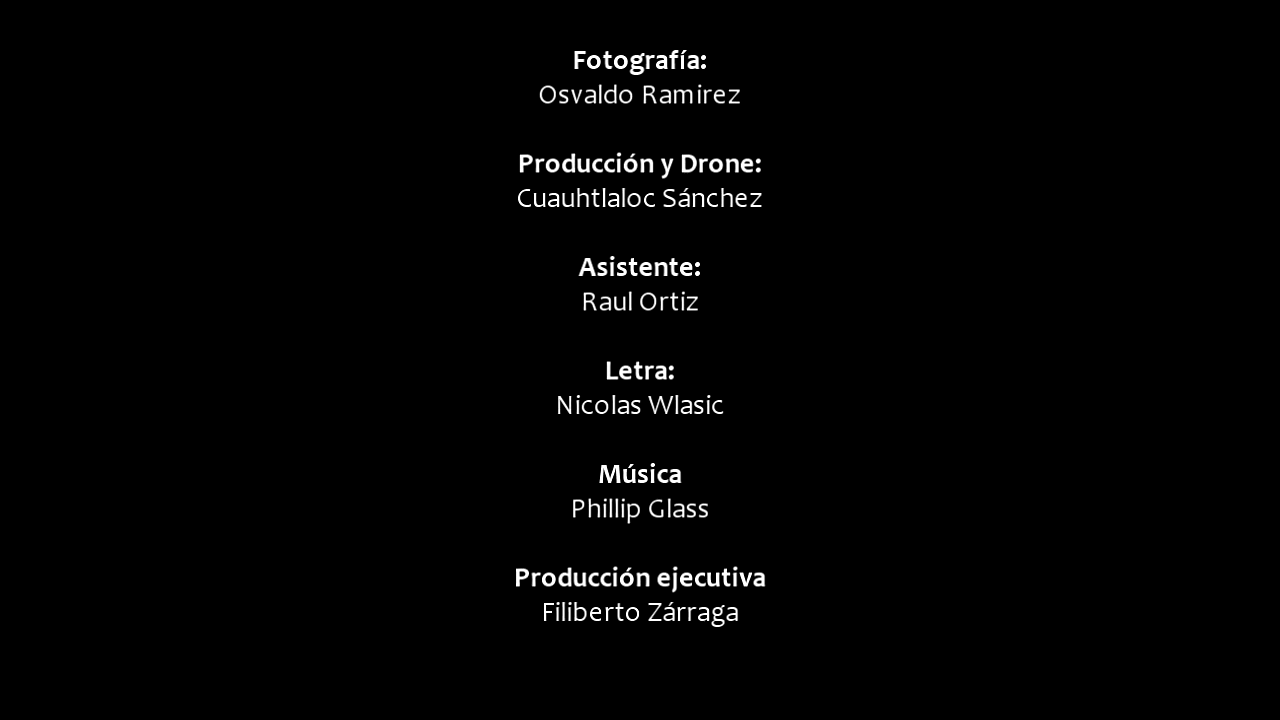 Fotografía:
Osvaldo Ramirez
Producción y Drone:
Cuauhtlaloc Sánchez
Asistente:
Raul Ortiz
Letra:
Nicolas Wlasic
Música
Phillip Glass
Producción ejecutiva
Filiberto Zárraga